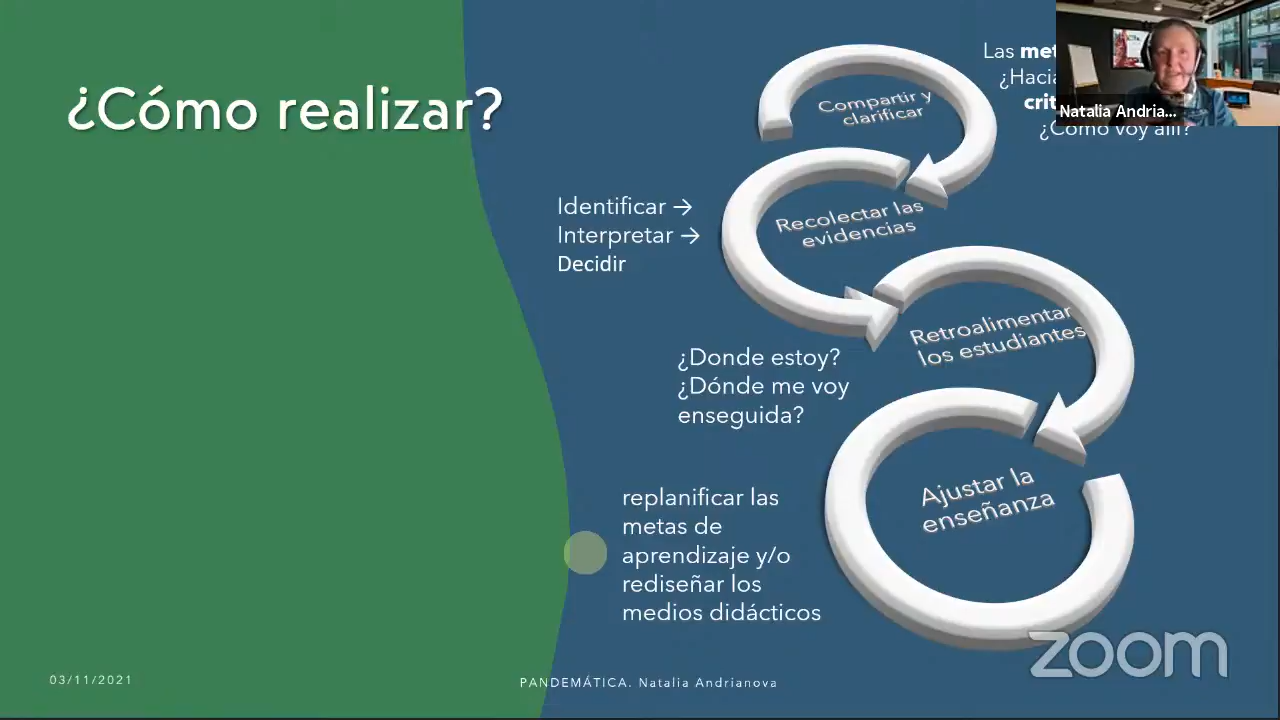 ¿Cómo realizar?
Las
¿Hacia
¿Cómo voy allí?
Natalia Andria...
Compartir y
clarificar
Identificar →
Interpretar →
Decidir
Recolectar las
evidencias
Retroalimentar
los estudiantes
¿Donde estoy?
¿Dónde me voy
enseguida?
Ajustar la
enseñanza
replanificar las
metas de
aprendizaje y/o
rediseñar los
medios didácticos
zoom
03/11/2021
PANDEMÁTICA. Natalia Andrianova